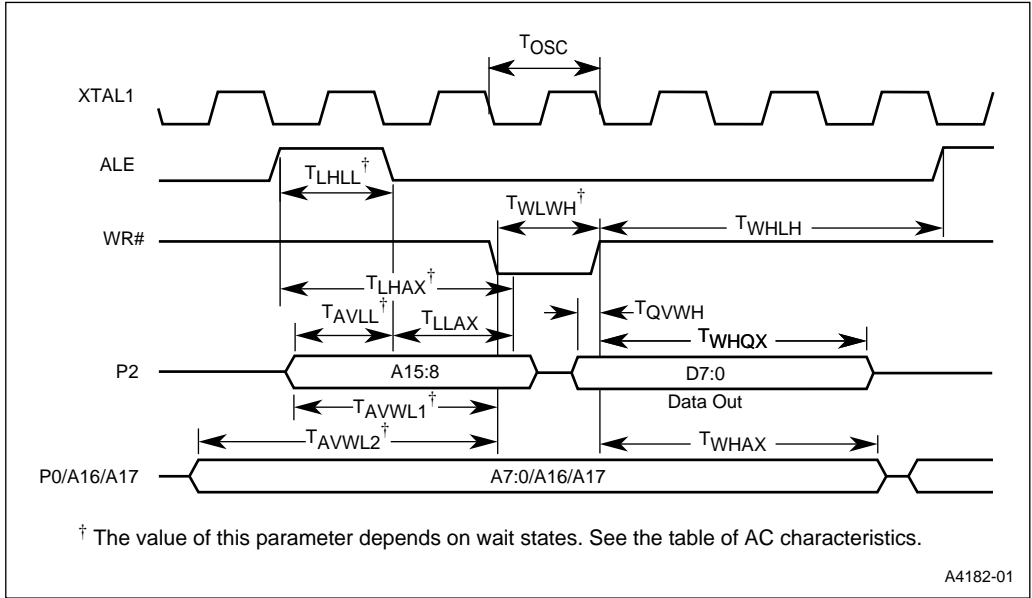 TOSC
XTAL1
ALE
TLHLL†
TWLWH†
TWHLH
WR#
TLHAX†
TAVLL†
TLLAX
TQVWH
TWHQX
P2
A15:8
D7:0
Data Out
TAVWL1†
TAVWL2†
TWHAX
P0/A16/A17
A7:0/A16/A17
† The value of this parameter depends on wait states. See the table of AC characteristics.
A4182-01